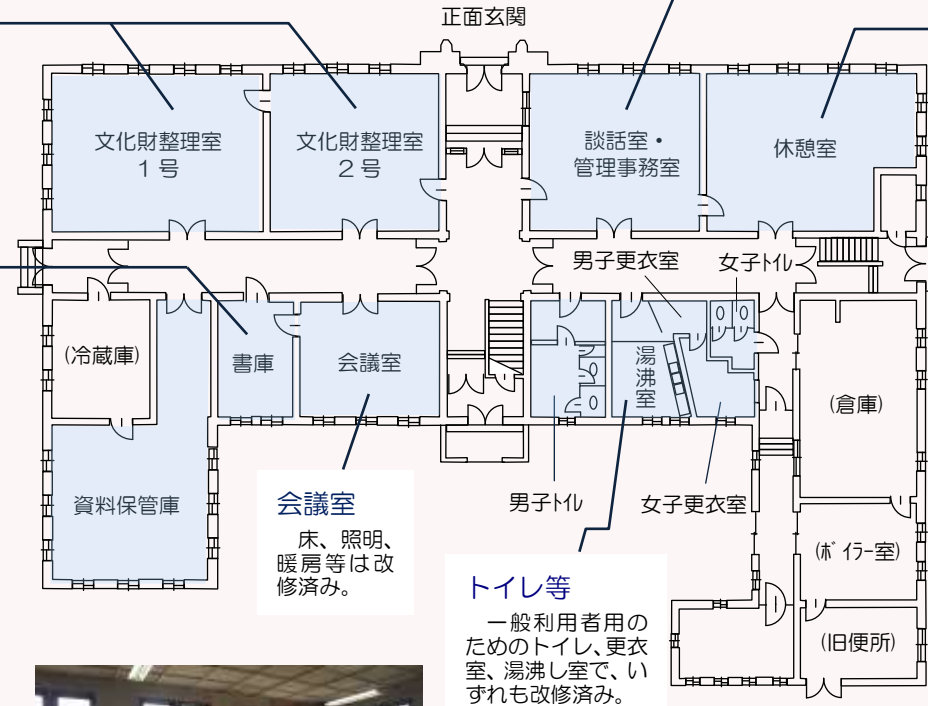 正面玄関
文化財整理室
1号
文化財整理室
2号
談話室・
管理事務室
休憩室
男子更衣室
女子ﾄｲﾚ
(冷蔵庫)
書庫
会議室
湯沸室
(倉庫)
資料保管庫
男子ﾄｲﾚ
女子更衣室
(ﾎﾞｲﾗｰ室)
(旧便所)
会議室
床、照明、
暖房等は改
修済み。
トイレ等
一般利用者用の
ためのトイレ、更衣
室、湯沸し室で、い
ずれも改修済み。